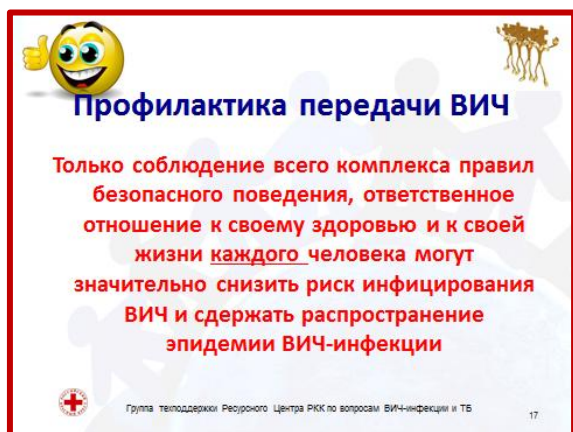 Профилактика передачи ВИЧ
Только соблюдение всего комплекса правил
безопасного поведения, ответственное
отношение к своему здоровью и к своей
жизни каждого человека могут
значительно снизить риск инфицирования
ВИЧ и сдержать распространение
эпидемии ВИЧ-инфекции
Группа техподдержки Ресурсного Центра РКК по вопросам ВИЧ-инфекции и ТБ
17